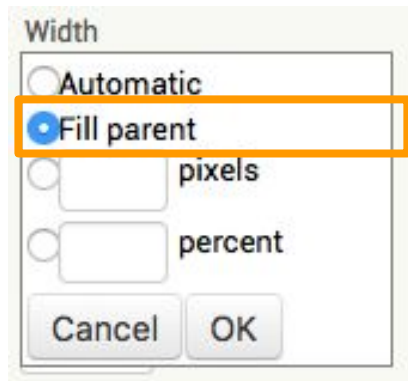 Width
Automatic
Fill parent
pixels
percent
Cancel OK